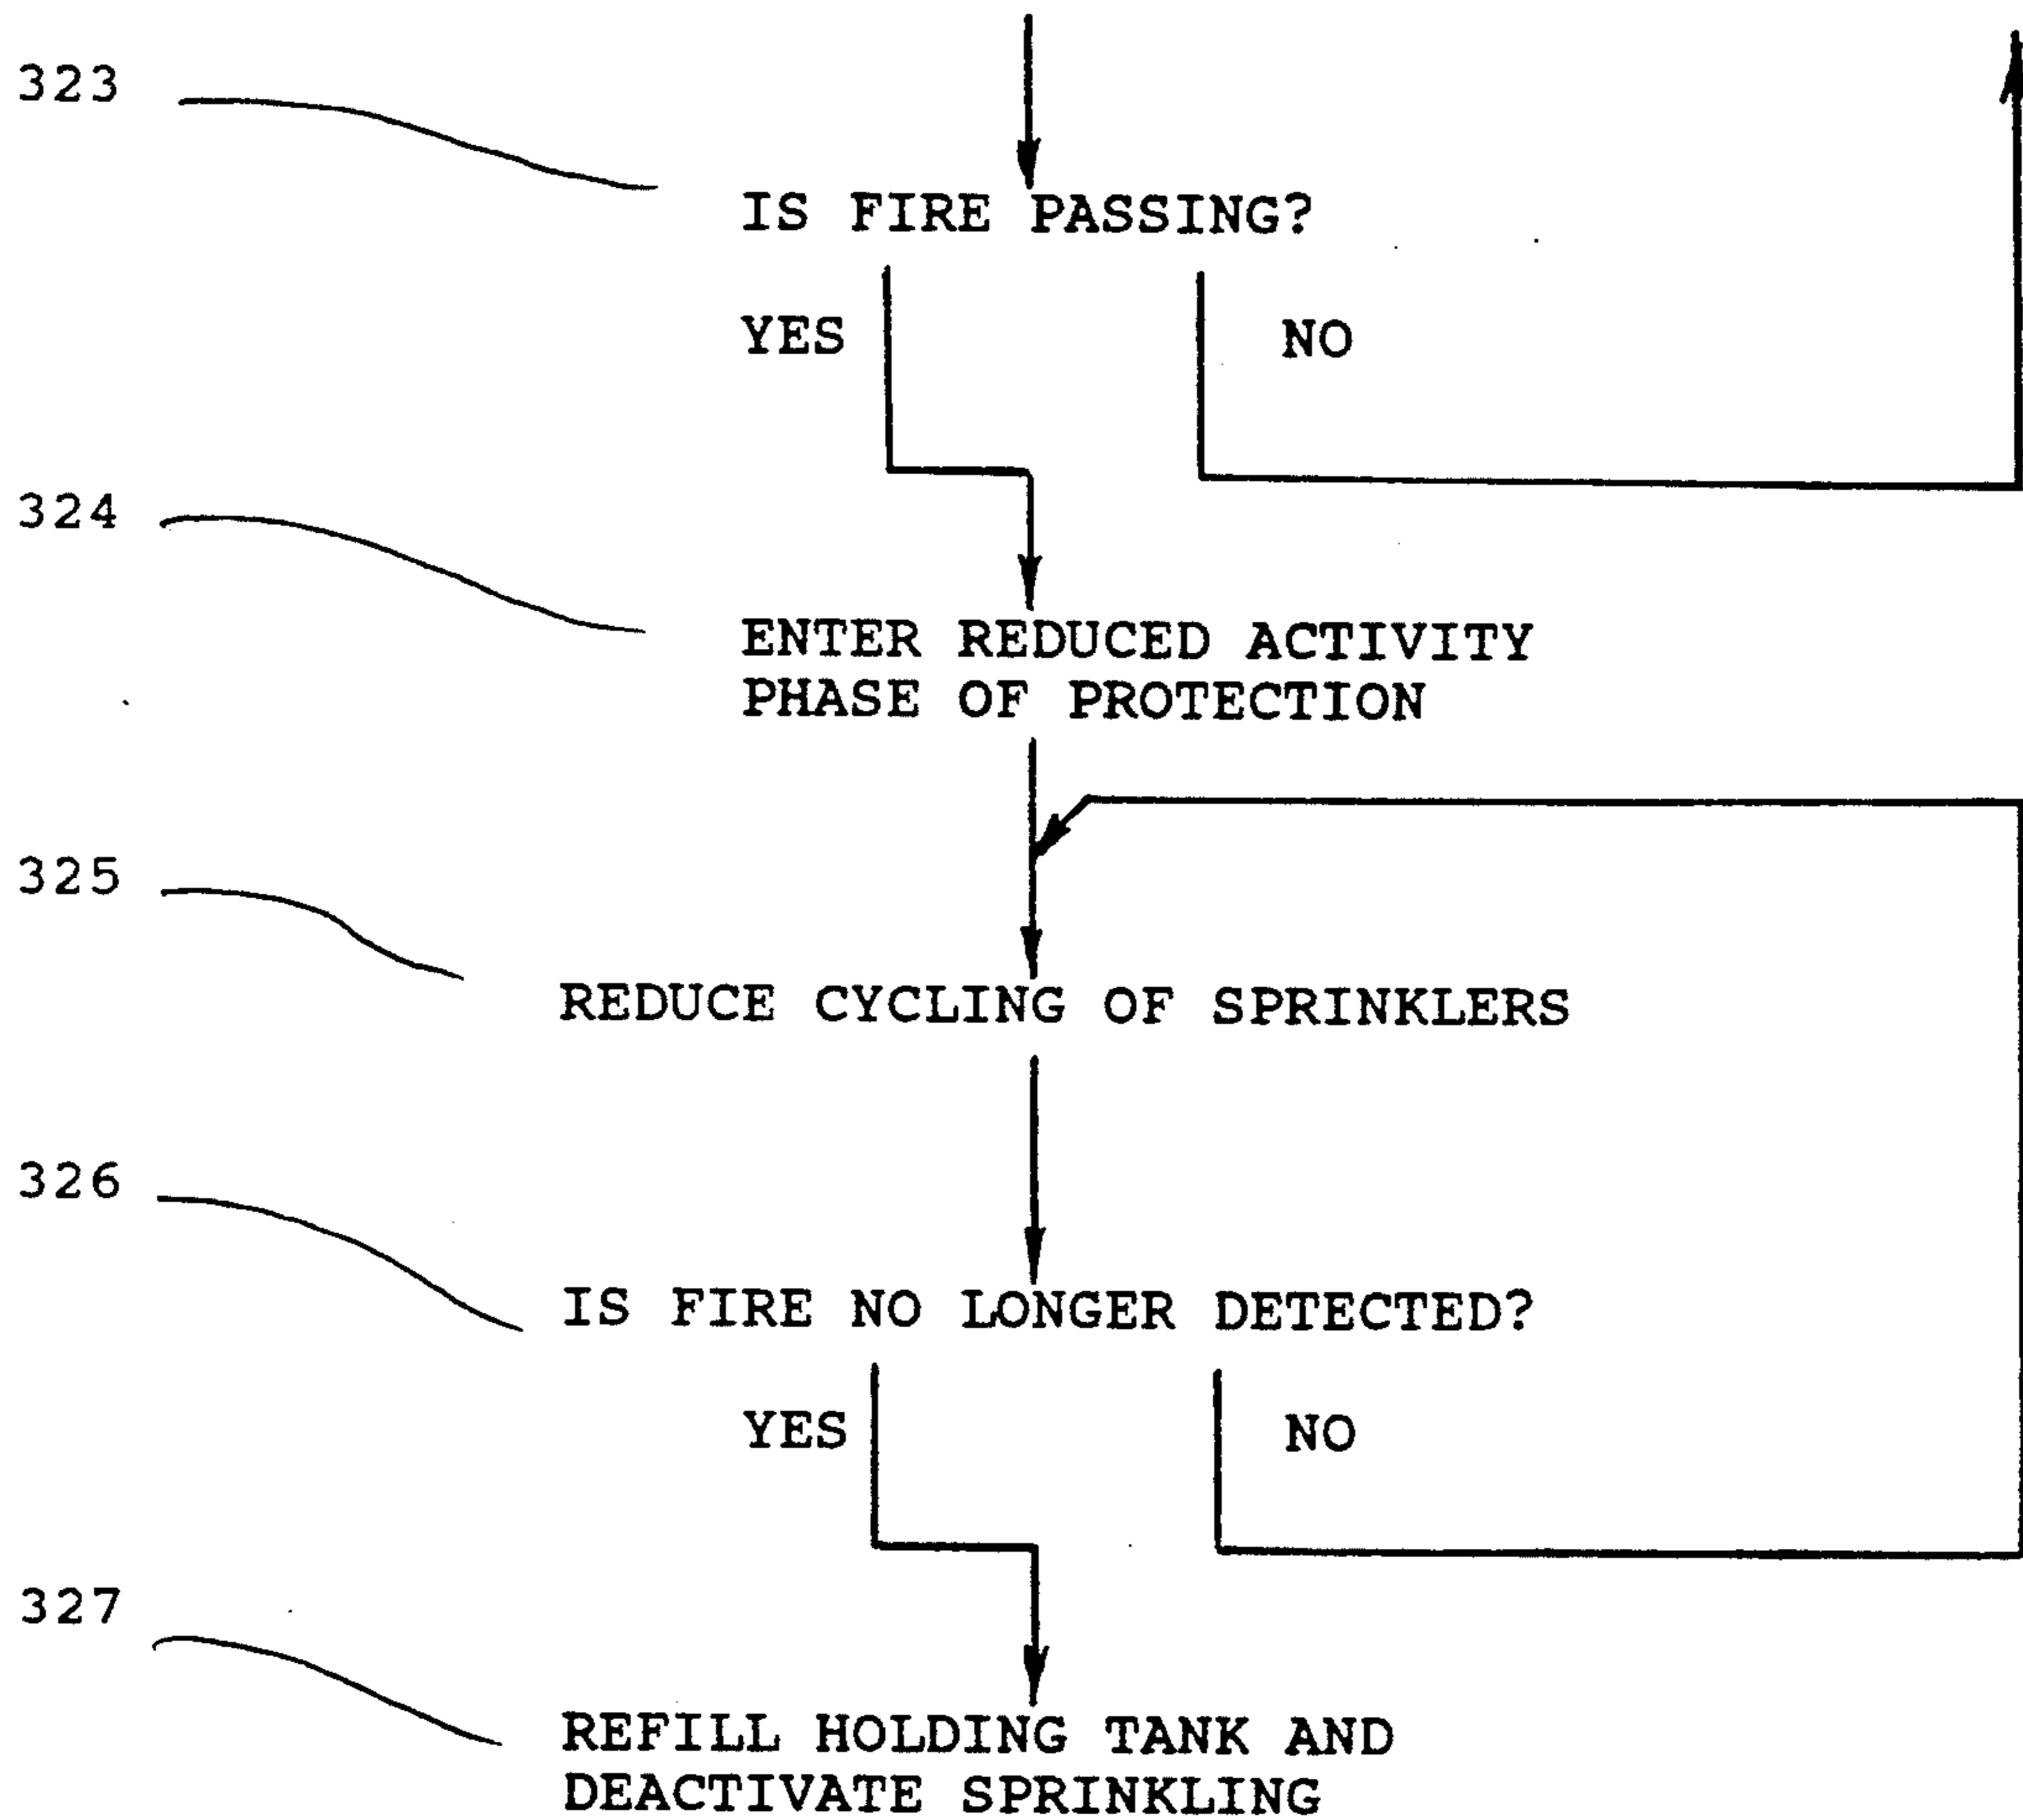 323
IS FIRE PASSING?
YES
NO
324
ENTER REDUCED ACTIVITY
PHASE OF PROTECTION
325
REDUCE CYCLING OF SPRINKLERS
326
IS FIRE NO LONGER DETECTED?
YES
NO
327
REFILL HOLDING TANK AND
DEACTIVATE SPRINKLING